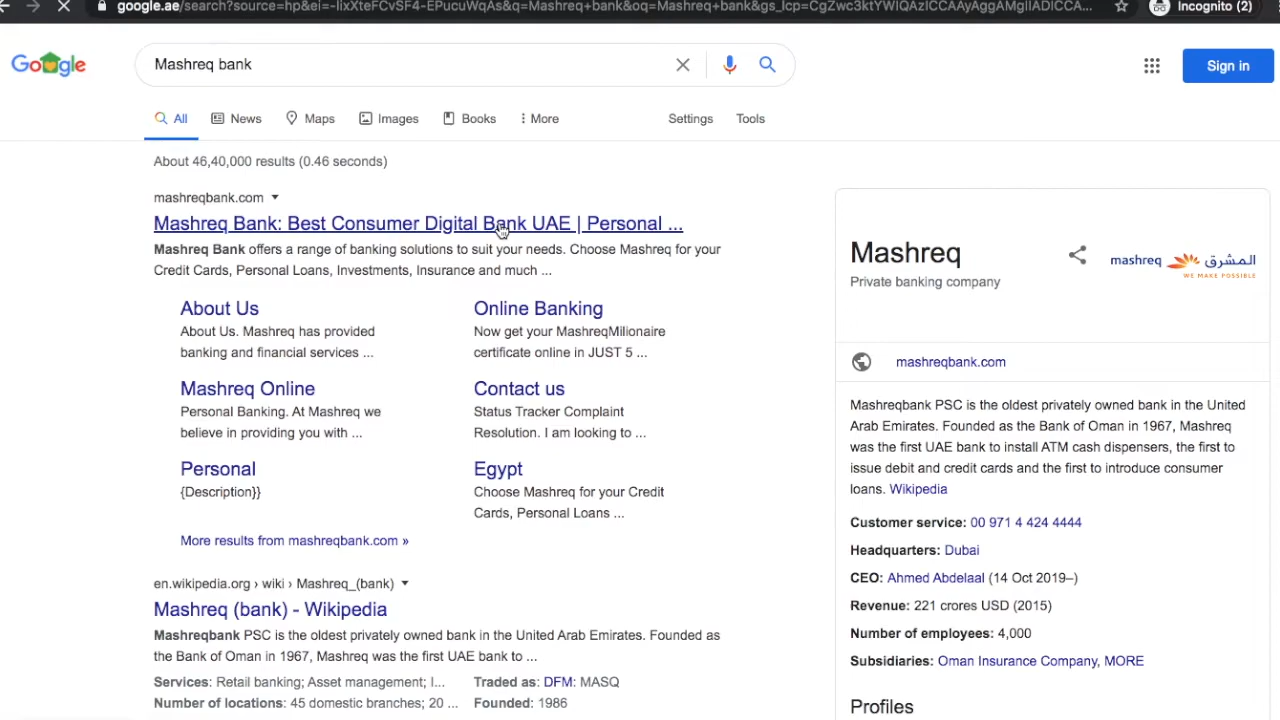 google.ae/search?source=hp&ei=-IixXteFCvSF4-EPucuWqAs&q=Mashreq+bank&oq=Mashreq+bank&gs_lcp=CgZwc3ktYWIQAzICCAAyAggAMgIIADICCA...
Incognito (2)
Google
Mashreq bank
Sign in
All
News
Maps
Images
Books
More
Settings
Tools
About 46,40,000 results (0.46 seconds)
mashreqbank.com
Mashreq Bank: Best Consumer Digital Bank UAE | Personal ...
Mashreq Bank offers a range of banking solutions to suit your needs. Choose Mashreq for your
Credit Cards, Personal Loans, Investments, Insurance and much ...
About Us
About Us. Mashreq has provided
banking and financial services ...
Online Banking
Now get your MashreqMilionaire
certificate online in JUST 5 ...
Mashreq Online
Personal Banking. At Mashreq we
believe in providing you with ...
Contact us
Status Tracker Complaint
Resolution. I am looking to ...
Personal
{Description}}
Egypt
Choose Mashreq for your Credit
Cards, Personal Loans ...
More results from mashreqbank.com »
en.wikipedia.org › wiki › Mashreq_(bank)
Mashreq (bank) - Wikipedia
Mashreqbank PSC is the oldest privately owned bank in the United Arab Emirates. Founded as
the Bank of Oman in 1967, Mashreq was the first UAE bank to ...
Services: Retail banking; Asset management; I...
Traded as: DFM: MASQ
Number of locations: 45 domestic branches; 20 ...
Founded: 1986
Mashreq
Private banking company
mashreq المشرق
WE MAKE POSSIBLE
mashreqbank.com
Mashreqbank PSC is the oldest privately owned bank in the United
Arab Emirates. Founded as the Bank of Oman in 1967, Mashreq
was the first UAE bank to install ATM cash dispensers, the first to
issue debit and credit cards and the first to introduce consumer
loans. Wikipedia
Customer service: 00 971 4 424 4444
Headquarters: Dubai
CEO: Ahmed Abdelaal (14 Oct 2019–)
Revenue: 221 crores USD (2015)
Number of employees: 4,000
Subsidiaries: Oman Insurance Company, MORE
Profiles